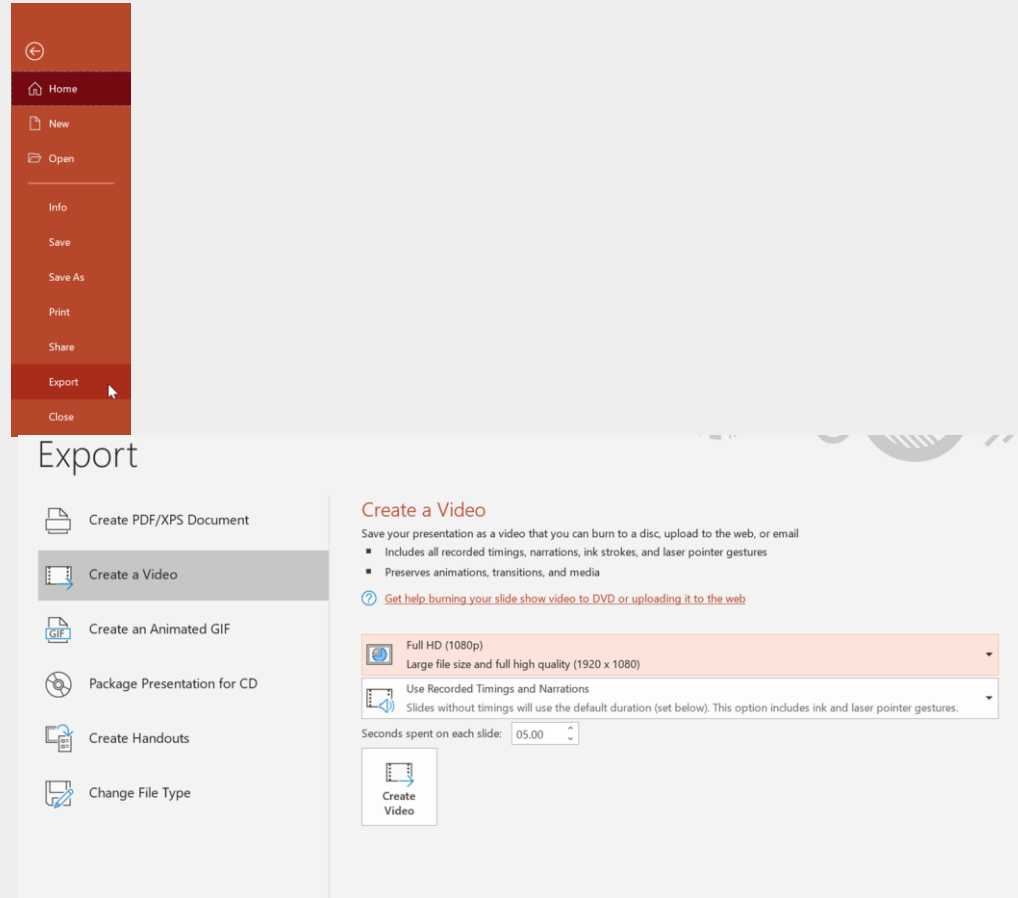 Home
New
Open
Info
Save
Save As
Print
Share
Export
Close
Export
Create PDF/XPS Document
Create a Video
Create an Animated GIF
GIF
Package Presentation for CD
Create Handouts
Change File Type
Create a Video
Save your presentation as a video that you can burn to a disc, upload to the web, or email
Includes all recorded timings, narrations, ink strokes, and laser pointer gestures
Preserves animations, transitions, and media
Get help burning your slide show video to DVD or uploading it to the web
Full HD (1080p)
Large file size and full high quality (1920 x 1080)
Use Recorded Timings and Narrations
Slides without timings will use the default duration (set below). This option includes ink and laser pointer gestures.
Seconds spent on each slide: 05.00
Create
Video